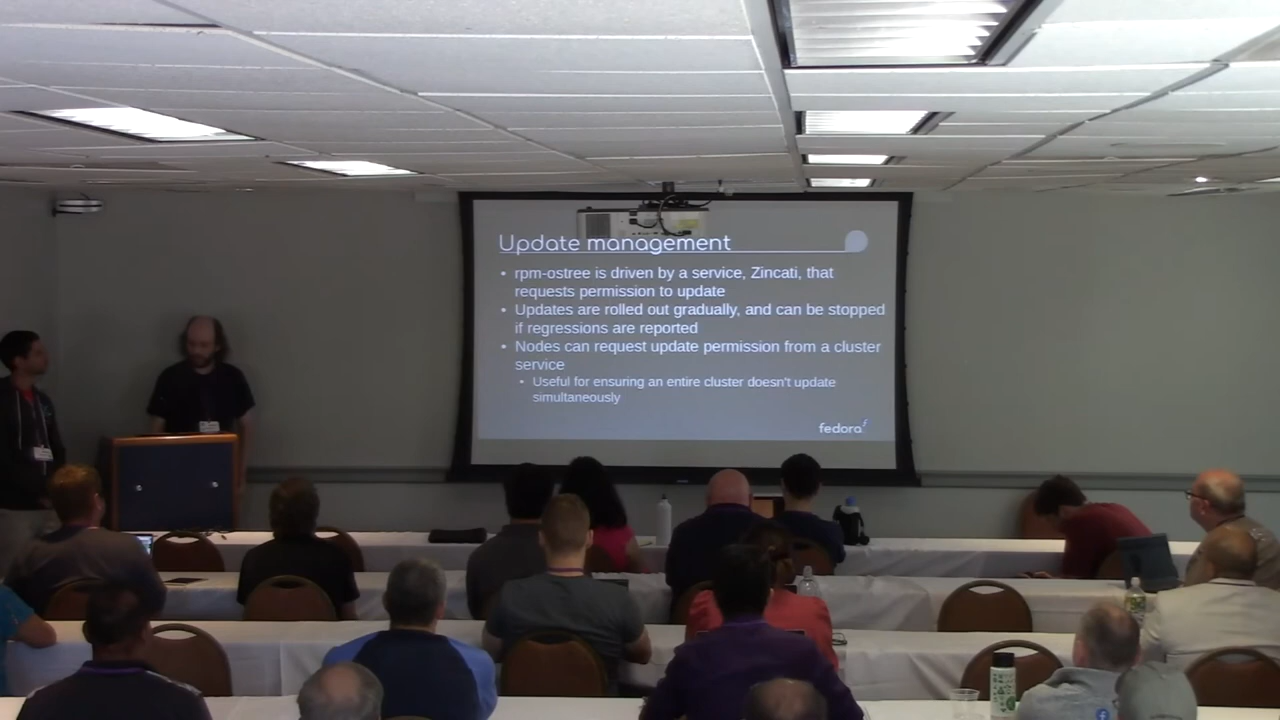 Update management
• rpm-ostree is driven by a service, Zincati, that
requests permission to update
• Updates are rolled out gradually, and can be stopped
if regressions are reported
• Nodes can request update permission from a cluster
service
• Useful for ensuring an entire cluster doesn't update
simultaneously
fedora